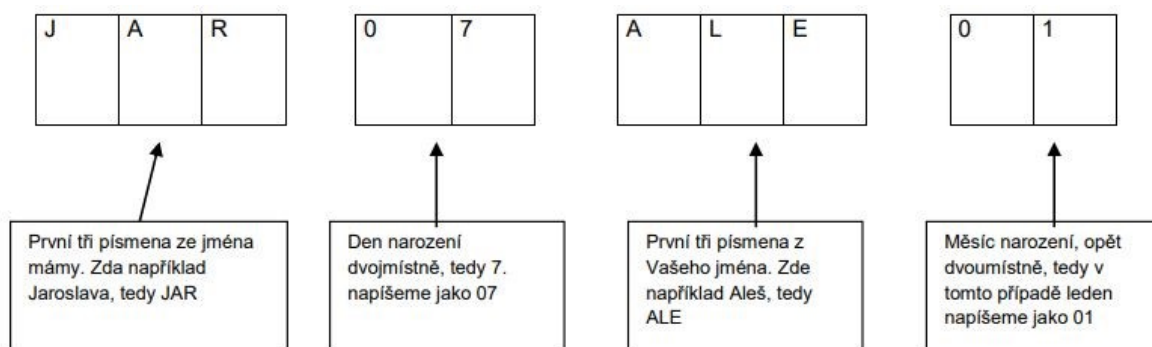 J A R 0 7 A L E 0 1
První tři písmena ze jména
mámy. Zda například
Jaroslava, tedy JAR
Den narození
dvojmístně, tedy 7.
napíšeme jako 07
První tři písmena z
Vašeho jména. Zde
například Aleš, tedy
ALE
Měsíc narození, opět
dvoumístně, tedy v
tomto případě leden
napíšeme jako 01